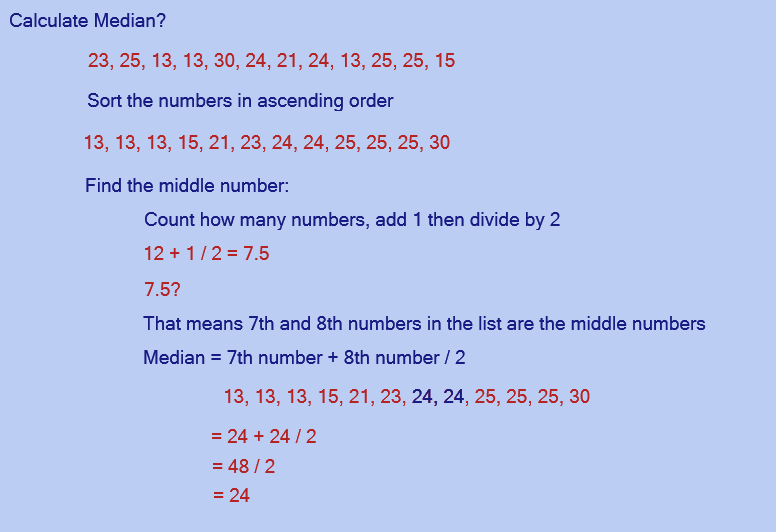 Calculate Median?
23, 25, 13, 13, 30, 24, 21, 24, 13, 25, 25, 15
Sort the numbers in ascending order
13, 13, 13, 15, 21, 23, 24, 24, 25, 25, 25, 30
Find the middle number:
Count how many numbers, add 1 then divide by 2
12 + 1 / 2 = 7.5
7.5?
That means 7th and 8th numbers in the list are the middle numbers
Median = 7th number + 8th number / 2
13, 13, 13, 15, 21, 23, 24, 24, 25, 25, 25, 30
= 24 + 24 / 2
= 48 / 2
= 24